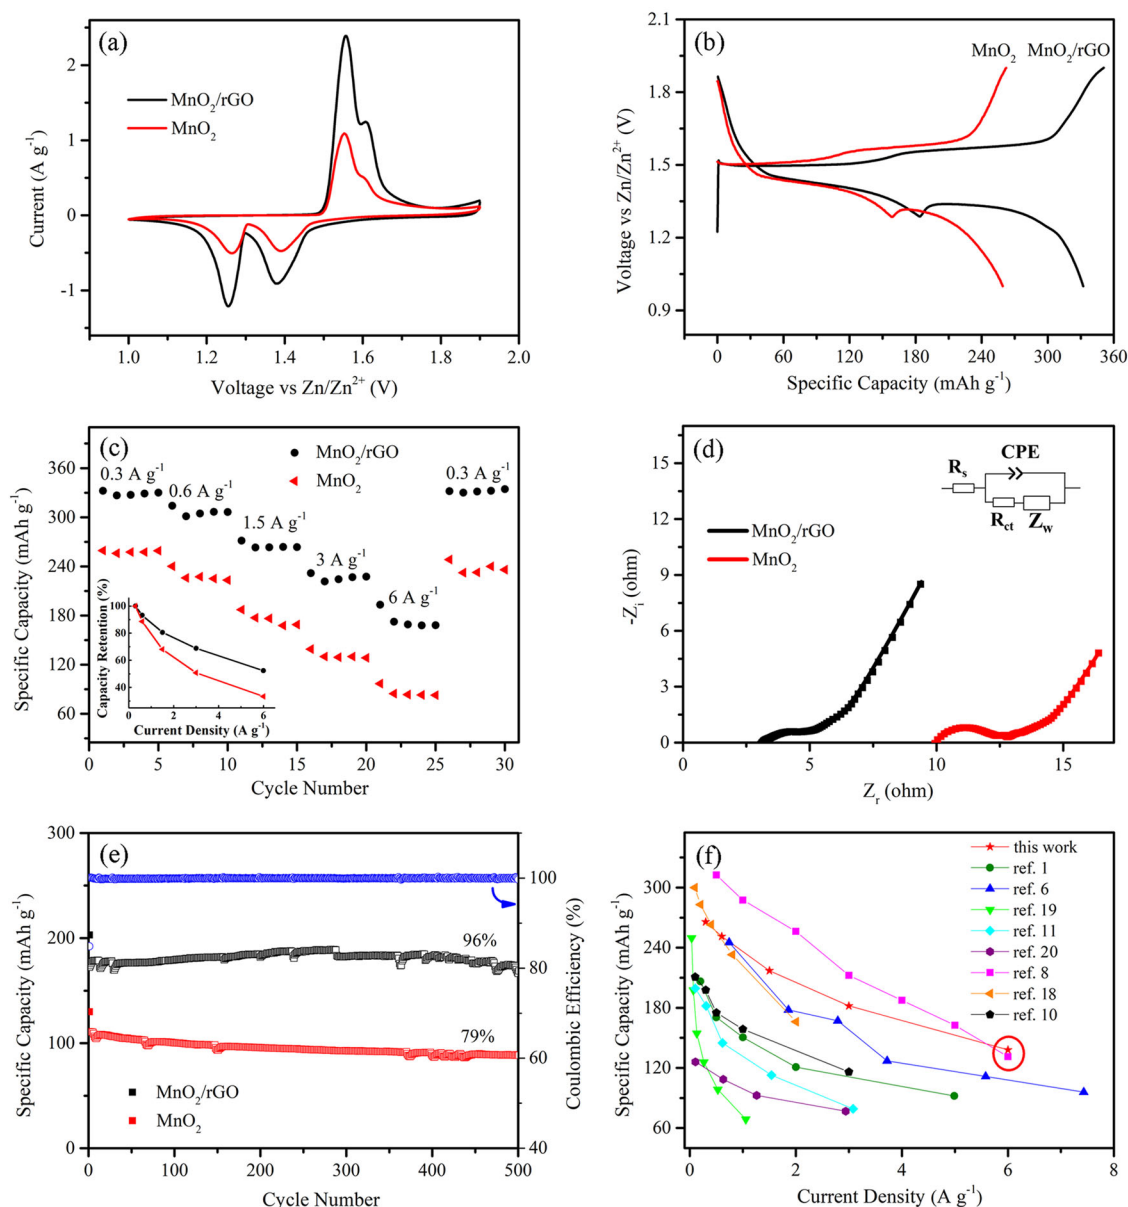 (a)
MnO₂/rGO
MnO₂
Current (A g⁻¹)
2
1
0
-1
1.0 1.2 1.4 1.6 1.8 2.0
Voltage vs Zn/Zn²⁺ (V)
(b)
MnO₂ MnO₂/rGO
Voltage vs Zn/Zn²⁺ (V)
2.1
1.8
1.5
1.2
0.9
0 60 120 180 240 300 360
Specific Capacity (mAh g⁻¹)
(c)
MnO₂/rGO
MnO₂
0.3 A g⁻¹
0.6 A g⁻¹
1.5 A g⁻¹
3 A g⁻¹
6 A g⁻¹
0.3 A g⁻¹
Specific Capacity (mAh g⁻¹)
360
300
240
180
120
60
0 5 10 15 20 25 30
Cycle Number
Capacity Retention (%)
100
80
60
40
0 1 2 3 4 5 6
Current Density (A g⁻¹)
(d)
CPE
Rs
Rct Zw
MnO₂/rGO
MnO₂
-Zi (ohm)
15
12
9
6
3
0
0 5 10 15
Zr (ohm)
(e)
96%
79%
MnO₂/rGO
MnO₂
Specific Capacity (mAh g⁻¹)
300
200
100
0
0 100 200 300 400 500
Cycle Number
Coulombic Efficiency (%)
100
80
60
40
(f)
this work
ref. 1
ref. 6
ref. 19
ref. 11
ref. 20
ref. 8
ref. 18
ref. 10
Specific Capacity (mAh g⁻¹)
300
240
180
120
60
0 2 4 6 8
Current Density (A g⁻¹)